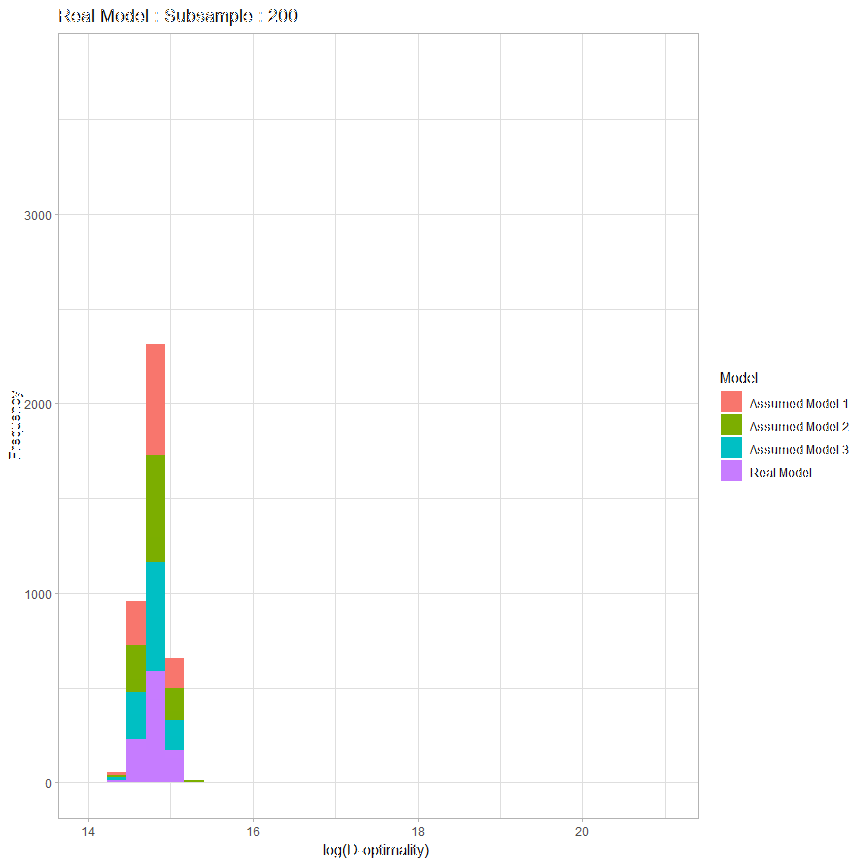 Real Model : Subsample : 200
Frequency
3000
2000
1000
0
14
16
18
20
log(D-optimality)
Model
Assumed Model 1
Assumed Model 2
Assumed Model 3
Real Model